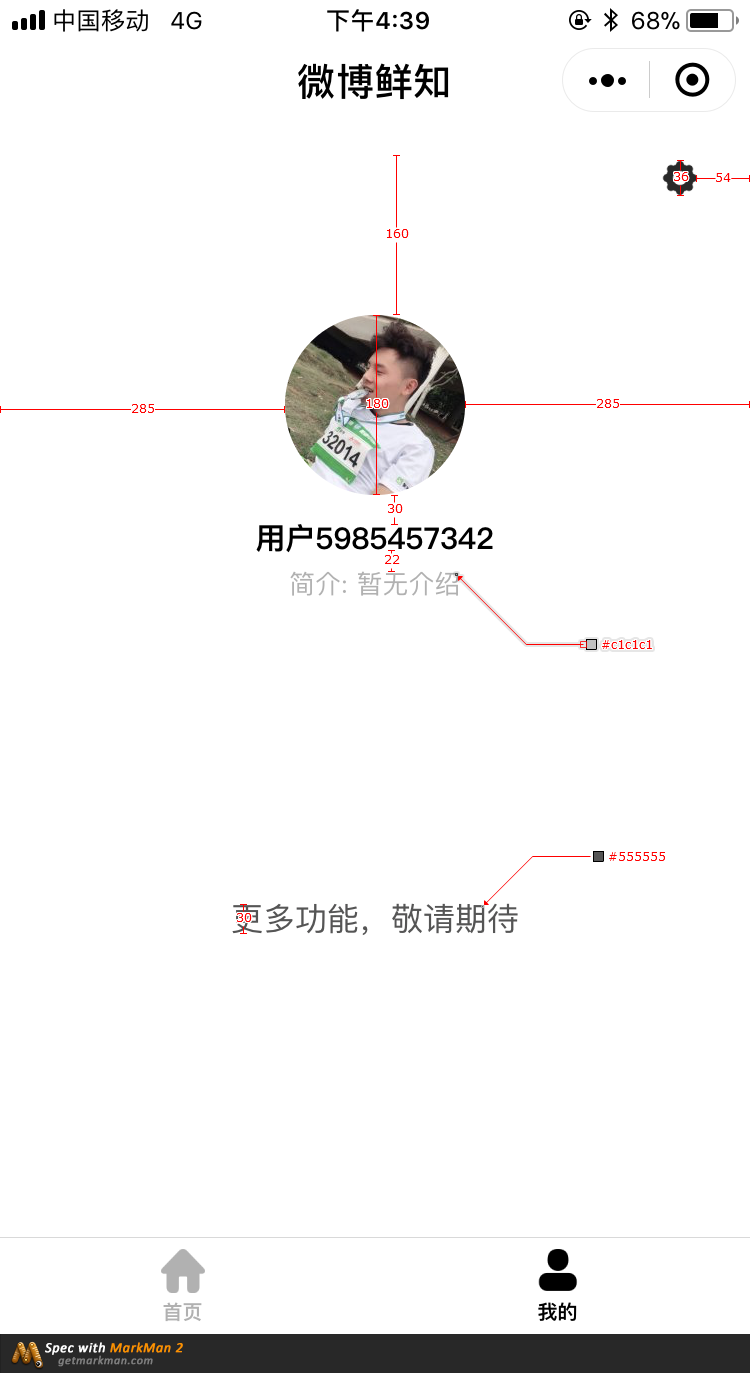 中国移动 4G 下午4:39 68%
微博鲜知
36 54
160
285 180 285
32014
30
用户5985457342
22
简介: 暂无介绍
#c1c1c1
#555555
30
更多功能，敬请期待
首页 我的
Spec with MarkMan 2
getmarkman.com